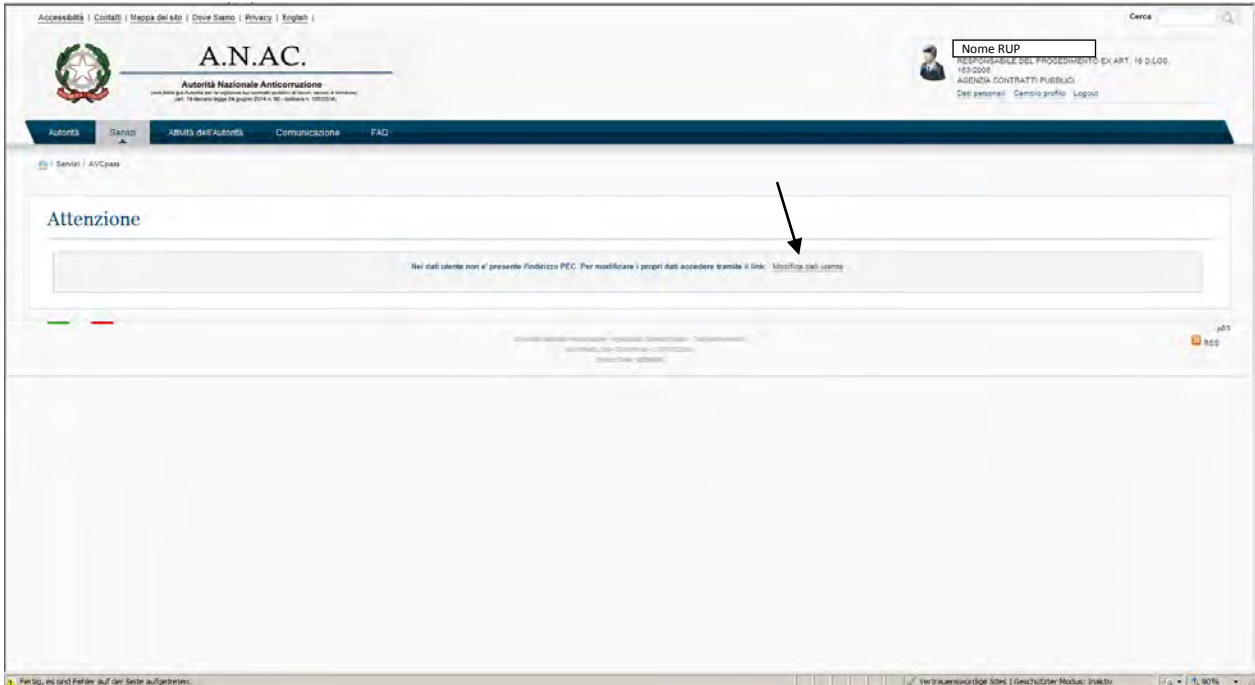 Accessibilità | Contatti | Mappa del sito | Dove Siamo | Privacy | English |
Cerca
A.N.AC.
Autorità Nazionale Anticorruzione
Nome RUP
RESPONSABILE DEL PROCEDIMENTO EX ART. 10 D.LGS.
163/2006
AGENZIA CONTRATTI PUBBLICI
Dati personali Cambio profilo Logout
Autorità Servizi Attività dell'Autorità Comunicazione FAQ
/ Servizi / AVCpass
Attenzione
Nei dati utente non e' presente l'indirizzo PEC. Per modificare i propri dati accedere tramite il link: Modifica dati utente
p03
RSS
Fertig, es sind Fehler auf der Seite aufgetreten.
Vertrauenswürdige Sites | Geschützter Modus: Inaktiv
90%